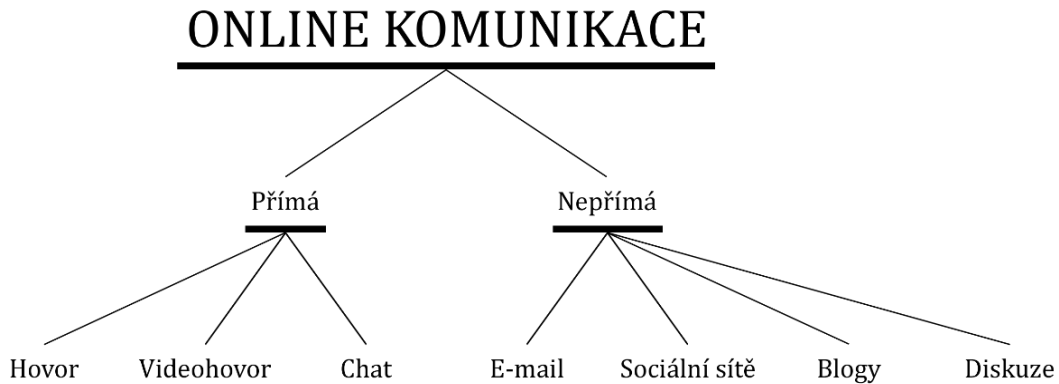 ONLINE KOMUNIKACE
Přímá Nepřímá
Hovor Videohovor Chat E-mail Sociální sítě Blogy Diskuze